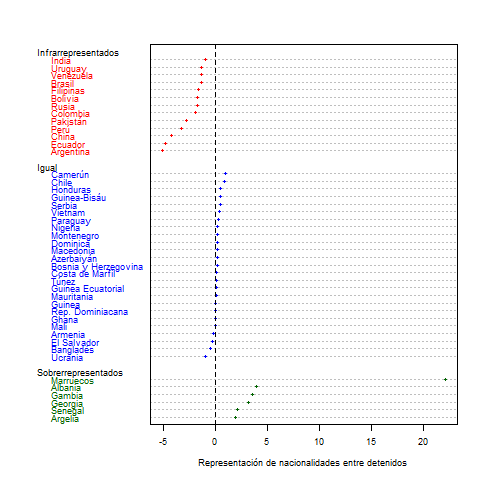 Infrarrepresentados
India
Uruguay
Venezuela
Brasil
Filipinas
Bolivia
Rusia
Colombia
Pakistán
Perú
China
Ecuador
Argentina
Igual
Camerún
Chile
Honduras
Guinea-Bisáu
Serbia
Vietnam
Paraguay
Nigeria
Montenegro
Dominica
Macedonia
Azerbaiyán
Bosnia y Herzegovina
Costa de Marfil
Túnez
Guinea Ecuatorial
Mauritania
Guinea
Rep. Dominiacana
Ghana
Mali
Armenia
El Salvador
Banglades
Ucrania
Sobrerrepresentados
Marruecos
Albania
Gambia
Georgia
Senegal
Argelia
-5 0 5 10 15 20
Representación de nacionalidades entre detenidos